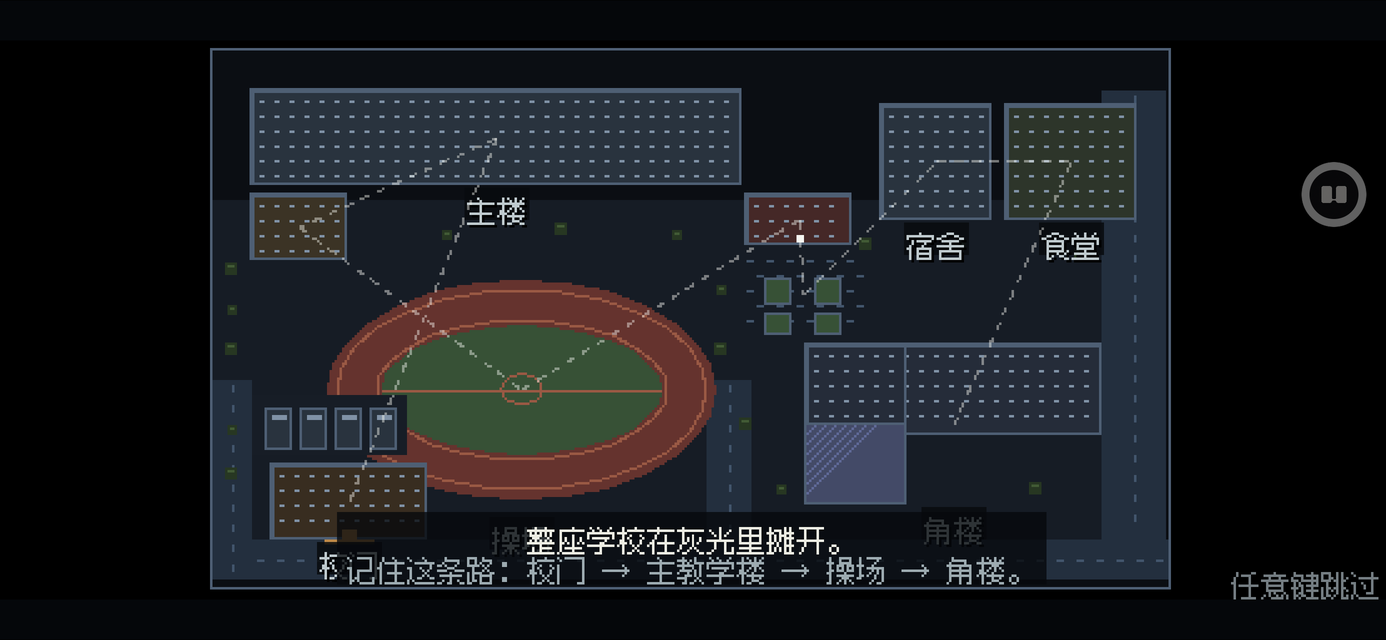 主楼
宿舍
食堂
角楼
操
整座学校在灰光里摊开。
校
记住这条路：校门 → 主教学楼 → 操场 → 角楼。
任意键跳过